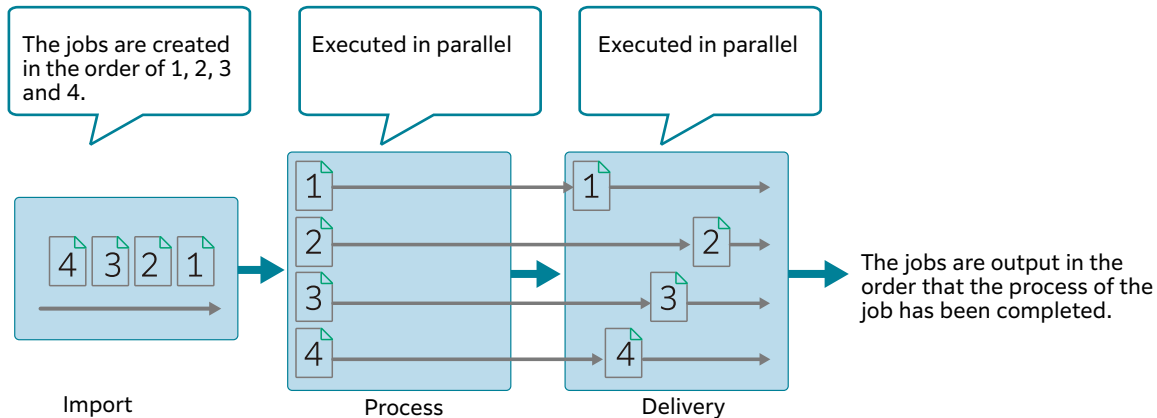 The jobs are created
in the order of 1, 2, 3
and 4.
Executed in parallel
Executed in parallel
4 3 2 1
1
2
3
4
1
2
3
4
The jobs are output in the
order that the process of the
job has been completed.
Import
Process
Delivery